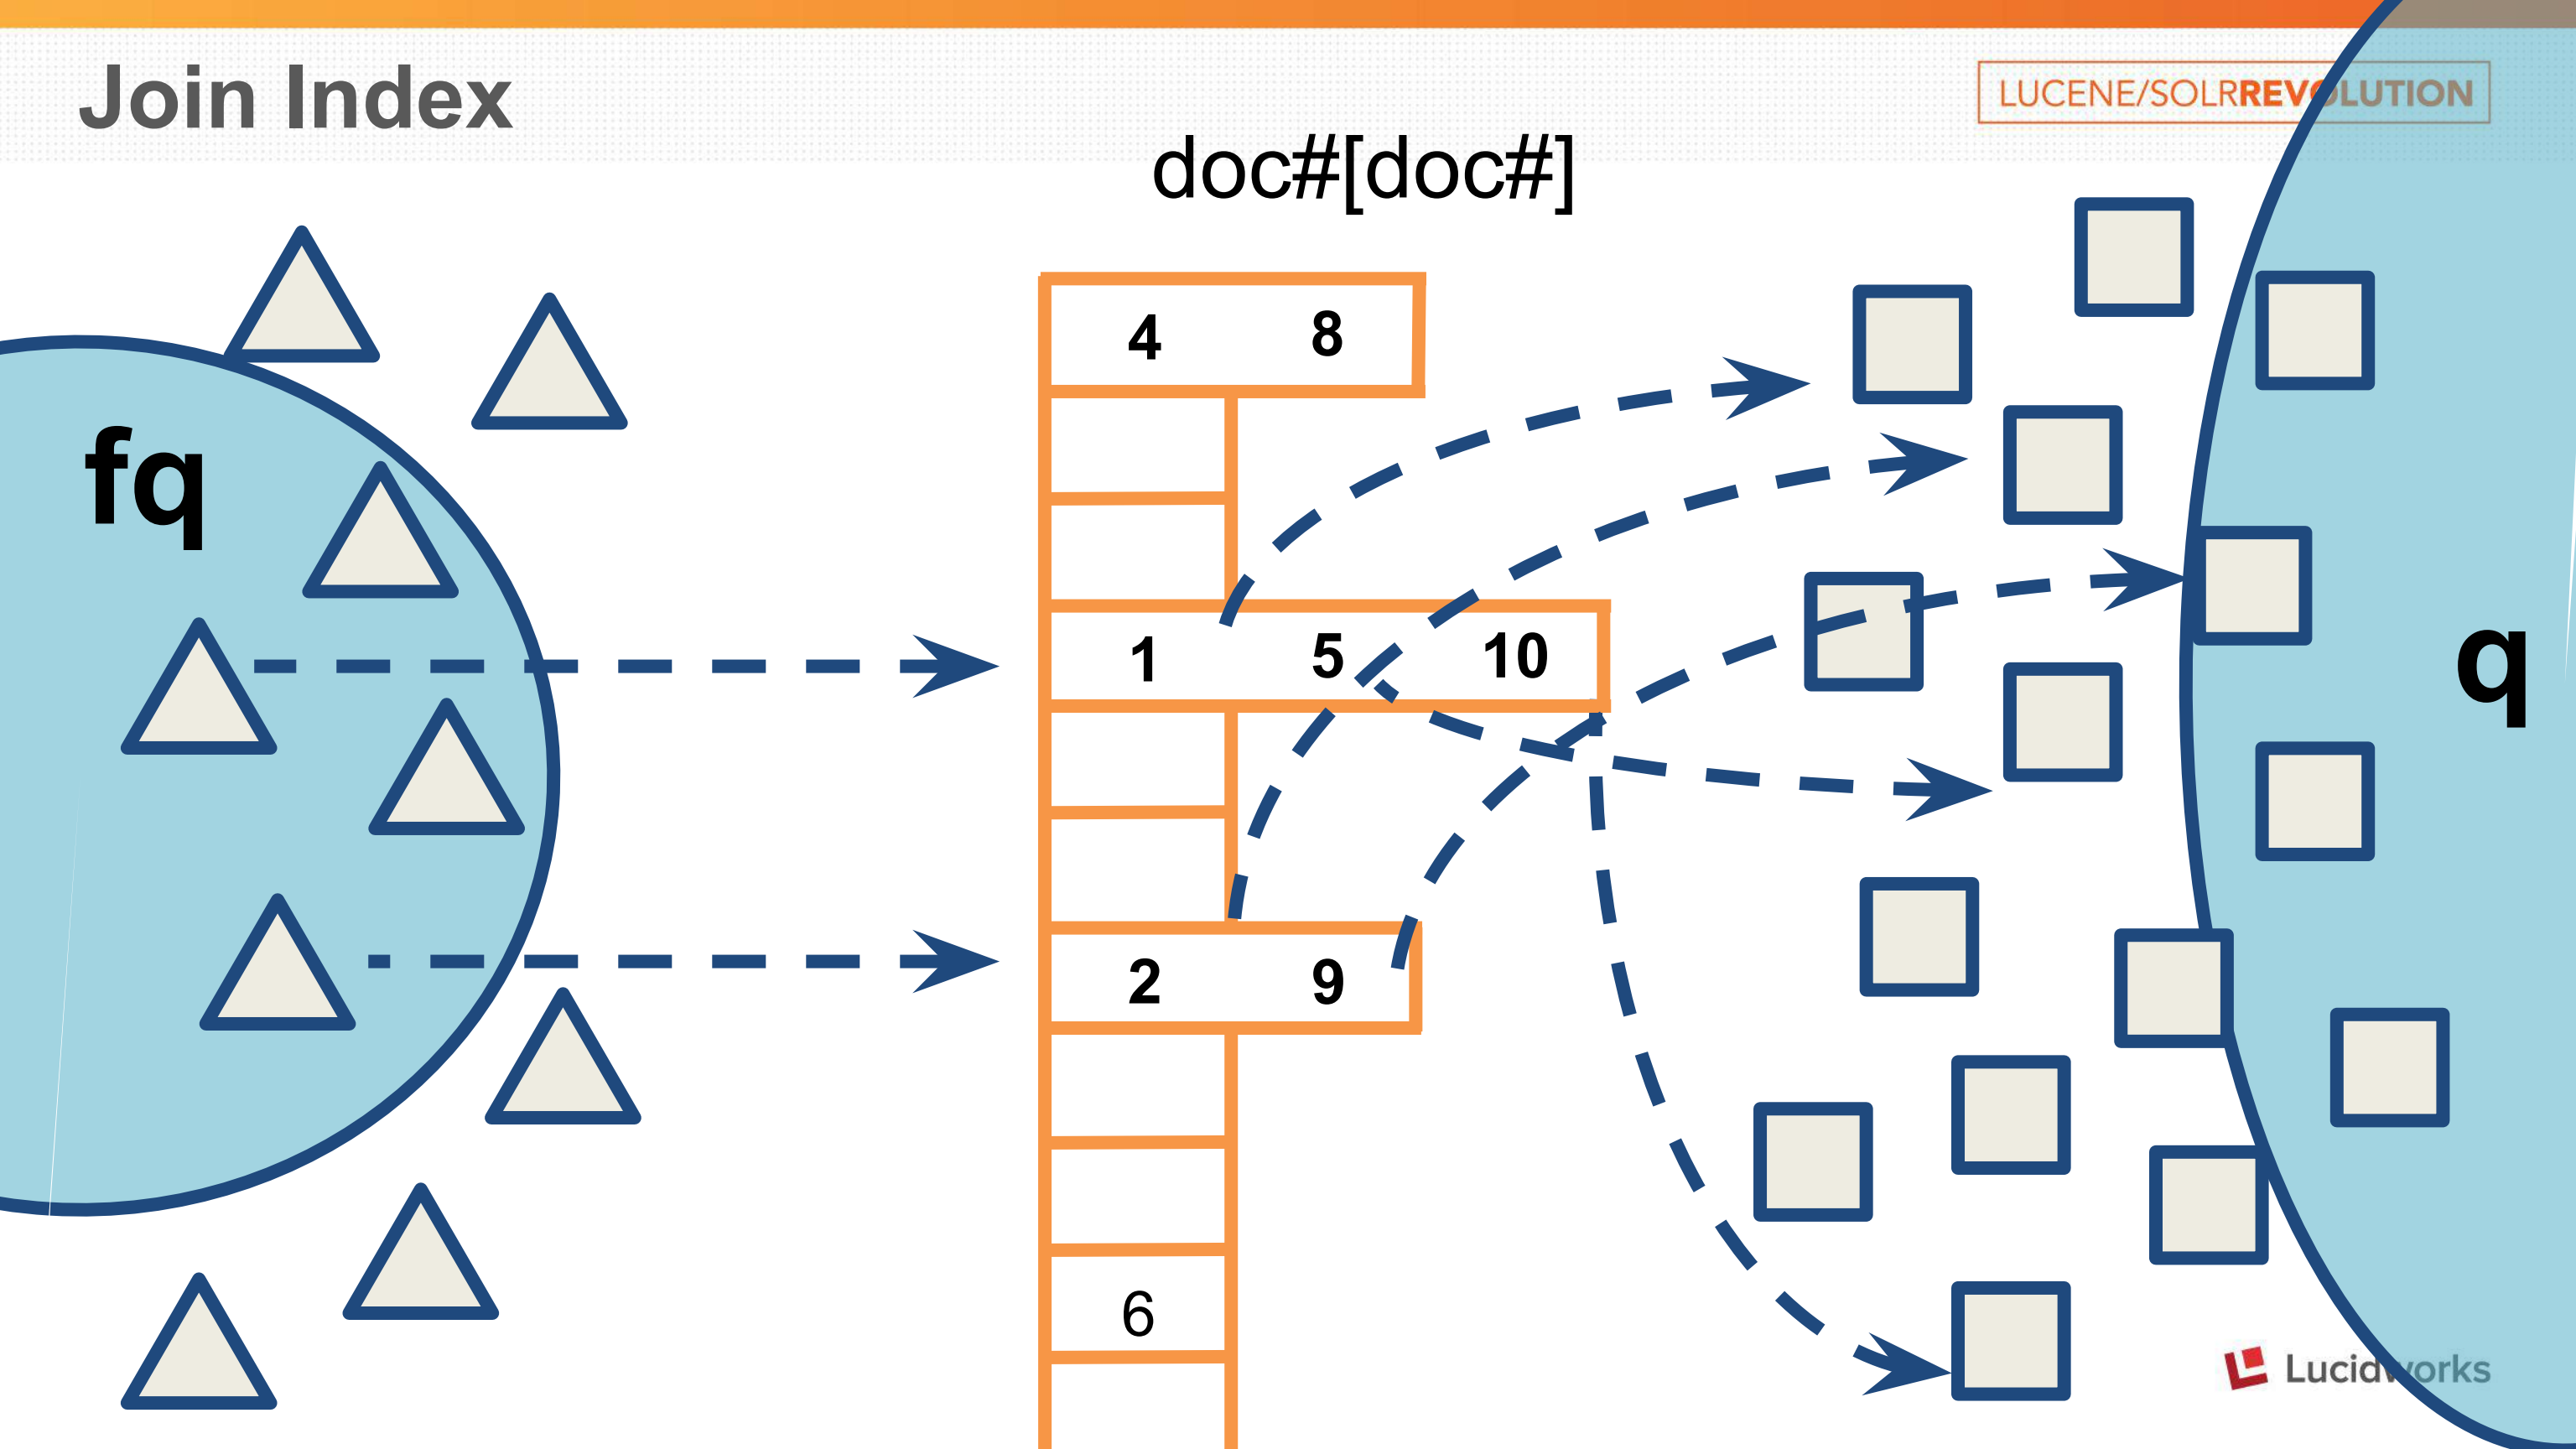 Join Index
LUCENE/SOLRREVOLUTION
doc#[doc#]
4 8
fq
1 5 10
q
2 9
6
Lucidworks